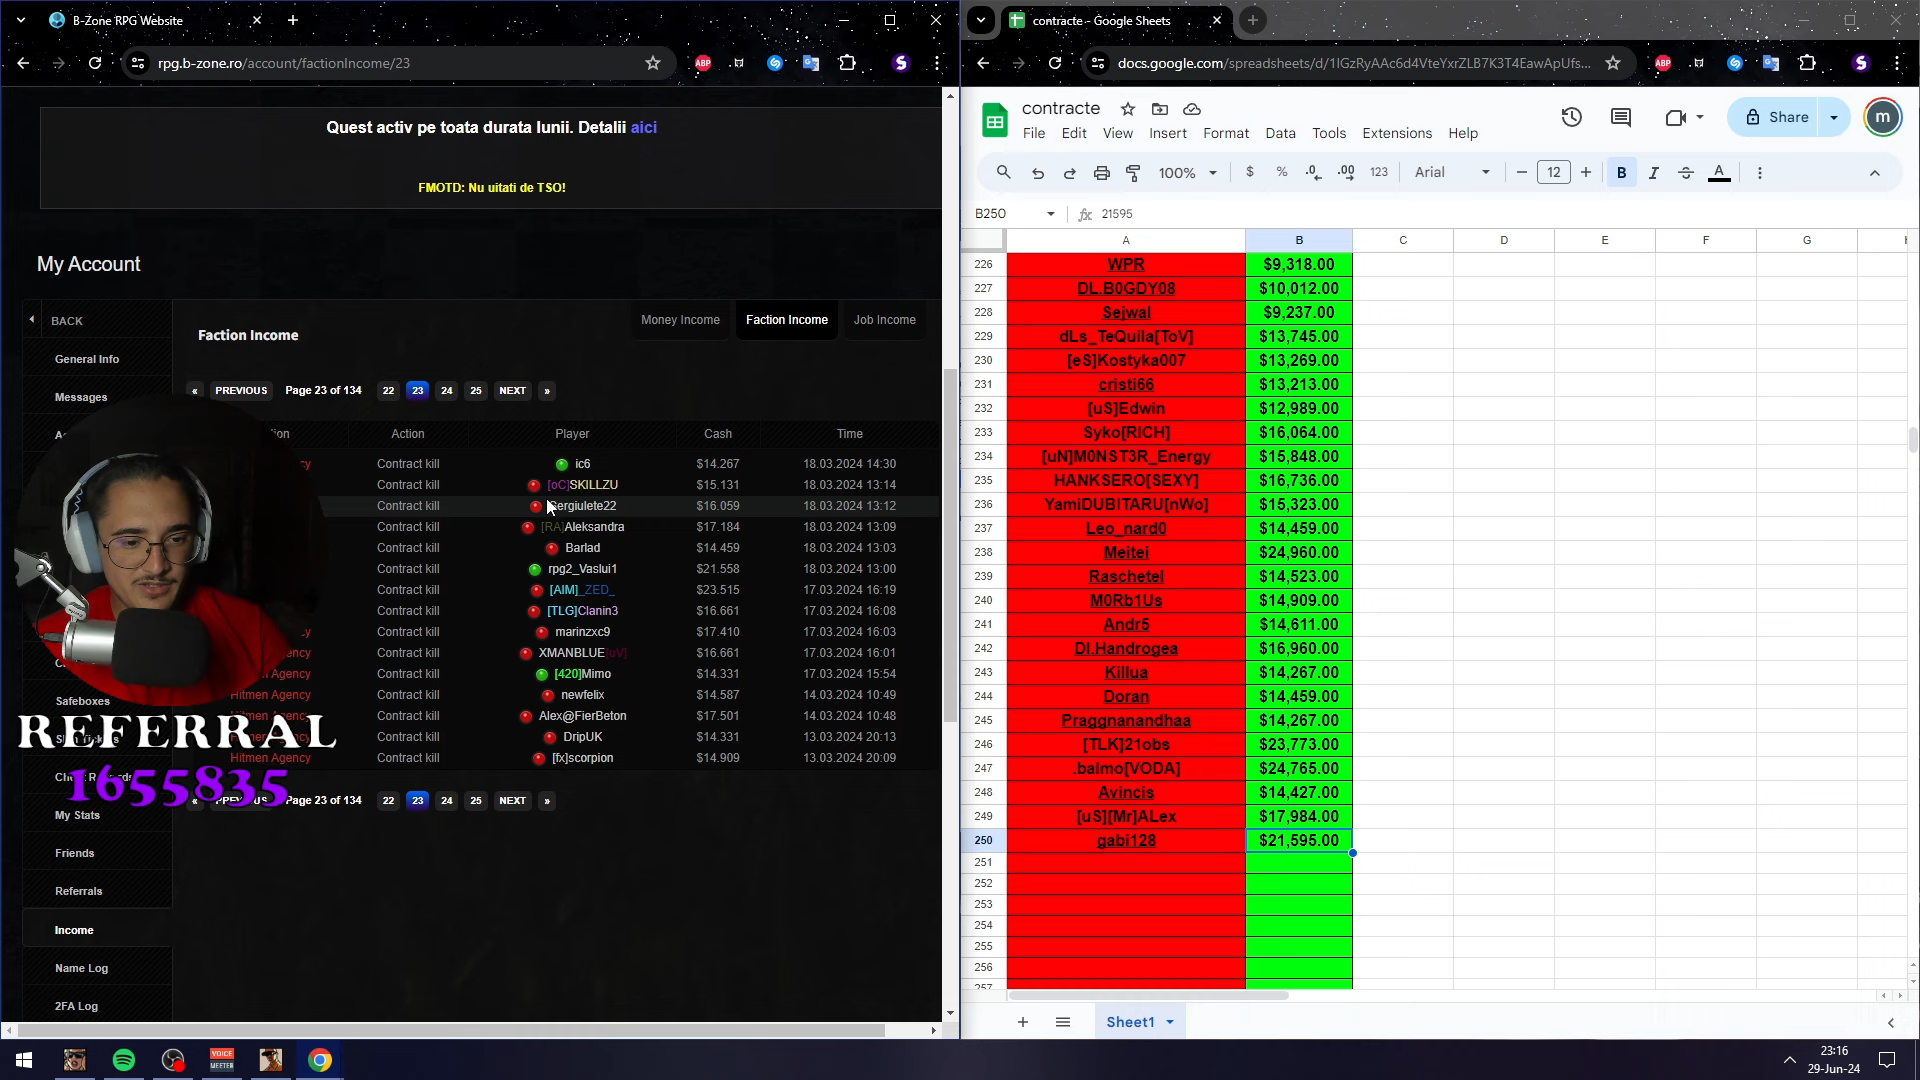 B-Zone RPG Website
rpg.b-zone.ro/account/factionIncome/23
Quest activ pe toata durata lunii. Detalii aici
FMOTD: Nu uitati de TSO!
My Account
BACK
General Info
Messages
Safeboxes
My Stats
Friends
Referrals
Income
Name Log
2FA Log
Faction Income
Money Income Faction Income Job Income
« PREVIOUS Page 23 of 134 22 23 24 25 NEXT »
Action Player Cash Time
Contract kill ic6 $14.267 18.03.2024 14:30
Contract kill [oC]SKILLZU $15.131 18.03.2024 13:14
Contract kill Sergiulete22 $16.059 18.03.2024 13:12
Contract kill [RA]Aleksandra $17.184 18.03.2024 13:09
Contract kill Barlad $14.459 18.03.2024 13:03
Contract kill rpg2_Vaslui1 $21.558 18.03.2024 13:00
Contract kill [AIM]_ZED_ $23.515 17.03.2024 16:19
Contract kill [TLG]Clanin3 $16.661 17.03.2024 16:08
Contract kill marinzxc9 $17.410 17.03.2024 16:03
Contract kill XMANBLUE[uV] $16.661 17.03.2024 16:01
Contract kill [420]Mimo $14.331 17.03.2024 15:54
Hitmen Agency Contract kill newfelix $14.587 14.03.2024 10:49
Contract kill Alex@FierBeton $17.501 14.03.2024 10:48
Contract kill DripUK $14.331 13.03.2024 20:13
Hitmen Agency Contract kill [fx]scorpion $14.909 13.03.2024 20:09
« PREVIOUS Page 23 of 134 22 23 24 25 NEXT »
REFERRAL
1655835
contracte - Google Sheets
docs.google.com/spreadsheets/d/1IGzRyAAc6d4VteYxrZLB7K3T4EawApUfs...
contracte
File Edit View Insert Format Data Tools Extensions Help
Share
m
100% $ % .0 .00 123 Arial 12 B I S A
B250 fx 21595
A B C D E F G
226 WPR $9,318.00
227 DL.B0GDY08 $10,012.00
228 Sejwal $9,237.00
229 dLs_TeQuila[ToV] $13,745.00
230 [eS]Kostyka007 $13,269.00
231 cristi66 $13,213.00
232 [uS]Edwin $12,989.00
233 Syko[RICH] $16,064.00
234 [uN]M0NST3R_Energy $15,848.00
235 HANKSERO[SEXY] $16,736.00
236 YamiDUBITARU[nWo] $15,323.00
237 Leo_nard0 $14,459.00
238 Meitei $24,960.00
239 Raschetel $14,523.00
240 M0Rb1Us $14,909.00
241 Andr5 $14,611.00
242 Dl.Handrogea $16,960.00
243 Killua $14,267.00
244 Doran $14,459.00
245 Praggnanandhaa $14,267.00
246 [TLK]21obs $23,773.00
247 .balmo[VODA] $24,765.00
248 Avincis $14,427.00
249 [uS][Mr]ALex $17,984.00
250 gabi128 $21,595.00
251
252
253
254
255
256
257
Sheet1
VOICE
MEETER
23:16
29-Jun-24